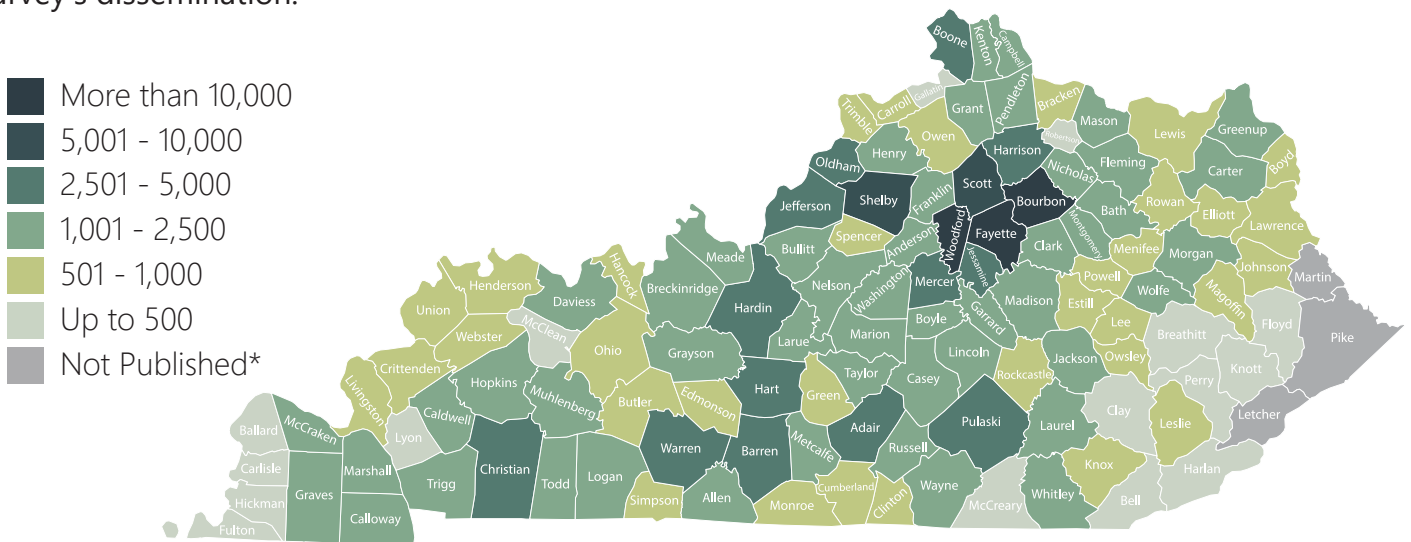 urvey's dissemination.
More than 10,000
5,001 - 10,000
2,501 - 5,000
1,001 - 2,500
501 - 1,000
Up to 500
Not Published*
Boone
Kenton
Campbell
Gallatin
Grant
Pendleton
Bracken
Mason
Lewis
Greenup
Trimble
Carroll
Owen
Robertson
Boyd
Oldham
Henry
Harrison
Nicholas
Fleming
Carter
Jefferson
Shelby
Franklin
Scott
Bourbon
Bath
Rowan
Elliott
Lawrence
Spencer
Anderson
Woodford
Fayette
Montgomery
Bullitt
Clark
Menifee
Morgan
Johnson
Martin
Meade
Nelson
Washington
Mercer
Jessamine
Madison
Powell
Wolfe
Magoffin
Hancock
Breckinridge
Hardin
Garrard
Estill
Lee
Floyd
Pike
Henderson
Daviess
Union
Webster
McClean
Ohio
Grayson
Larue
Marion
Boyle
Lincoln
Jackson
Owsley
Breathitt
Knott
Perry
Crittenden
Livingston
Hopkins
Muhlenberg
Butler
Edmonson
Hart
Green
Taylor
Casey
Rockcastle
Clay
Leslie
Letcher
Caldwell
Lyon
Ballard
McCraken
Warren
Barren
Metcalfe
Adair
Russell
Pulaski
Laurel
Knox
Harlan
Carlisle
Marshall
Christian
Trigg
Todd
Logan
Simpson
Allen
Monroe
Cumberland
Clinton
Wayne
McCreary
Whitley
Bell
Hickman
Graves
Calloway
Fulton